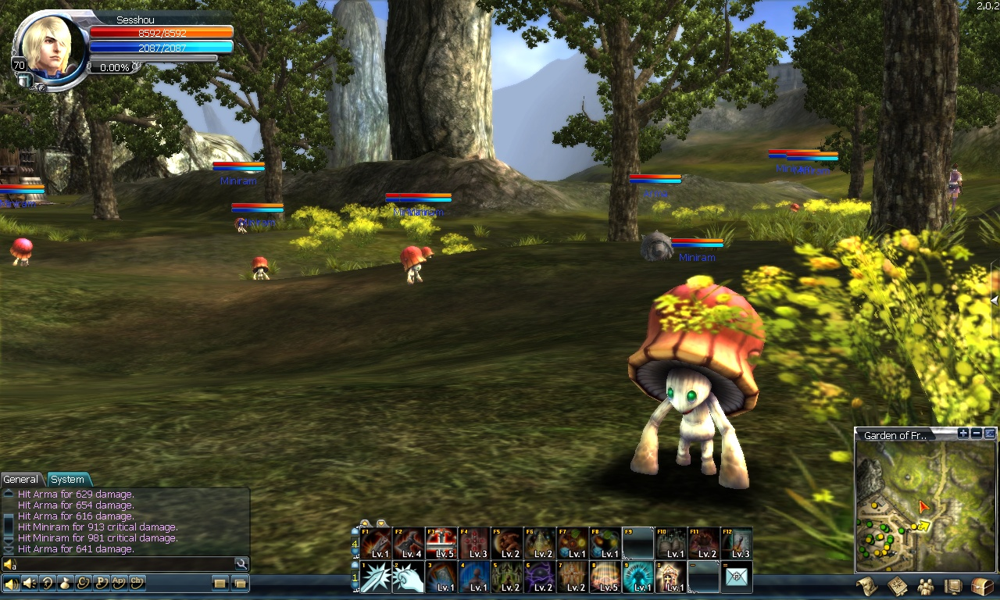 Sesshou
2.0.2
8592/8592
2087/2087
70
0.00%
Miniram
Miniram
Miniram
Miniram
Miniram
Miniram
Garden of Fr..
General
System
Hit Arma for 629 damage.
Hit Arma for 654 damage.
Hit Arma for 616 damage.
Hit Miniram for 913 critical damage.
Hit Miniram for 981 critical damage.
Hit Arma for 641 damage.
a
4 F1 F2 F3 F4 F5 F6 F7 F8 F9 F10 F11 F12
Lv.1 Lv.4 Lv.5 Lv.3 Lv.2 Lv.2 Lv.1 Lv.1 Lv.1 Lv.2 Lv.3
1 1 2 3 4 5 6 7 8 9 0 - =
Lv.1 Lv.1 Lv.2 Lv.2 Lv.2 Lv.5 Lv.1 Lv.1